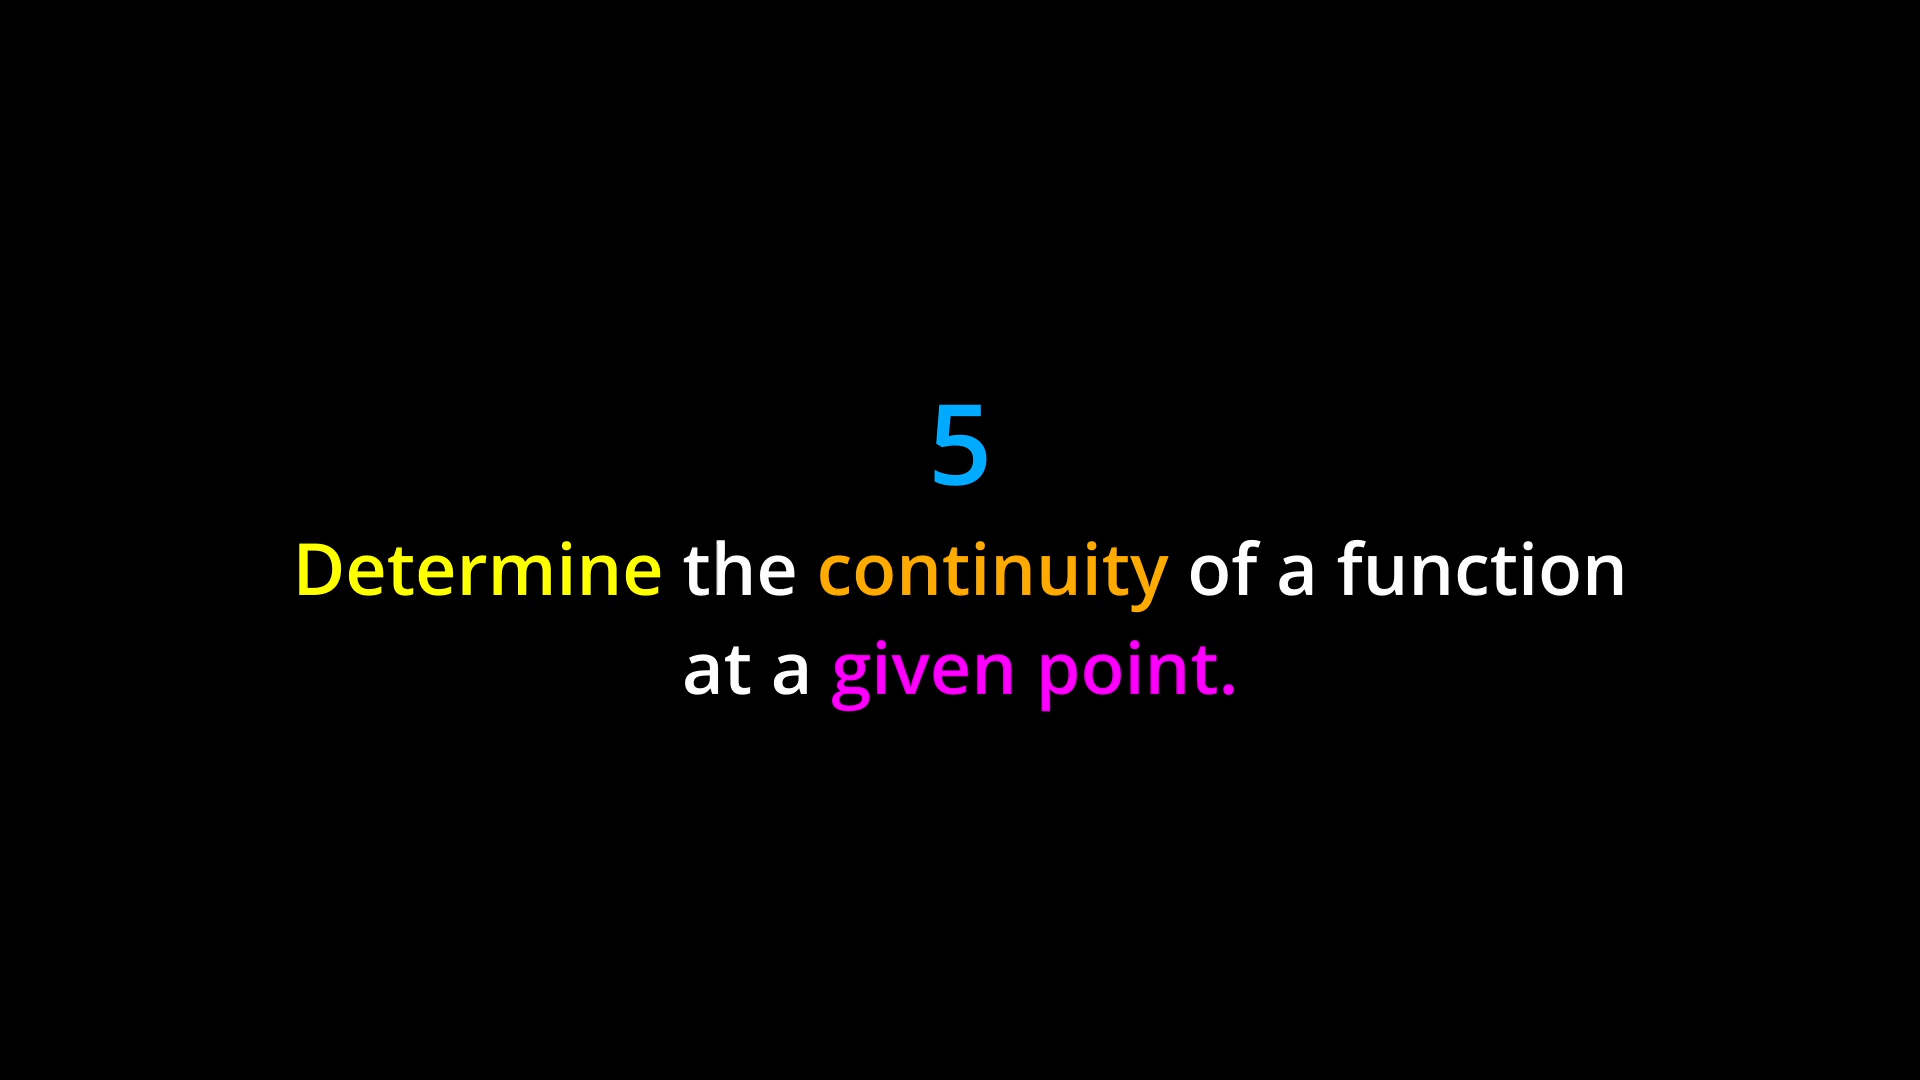 5
Determine the continuity of a function
at a given point.